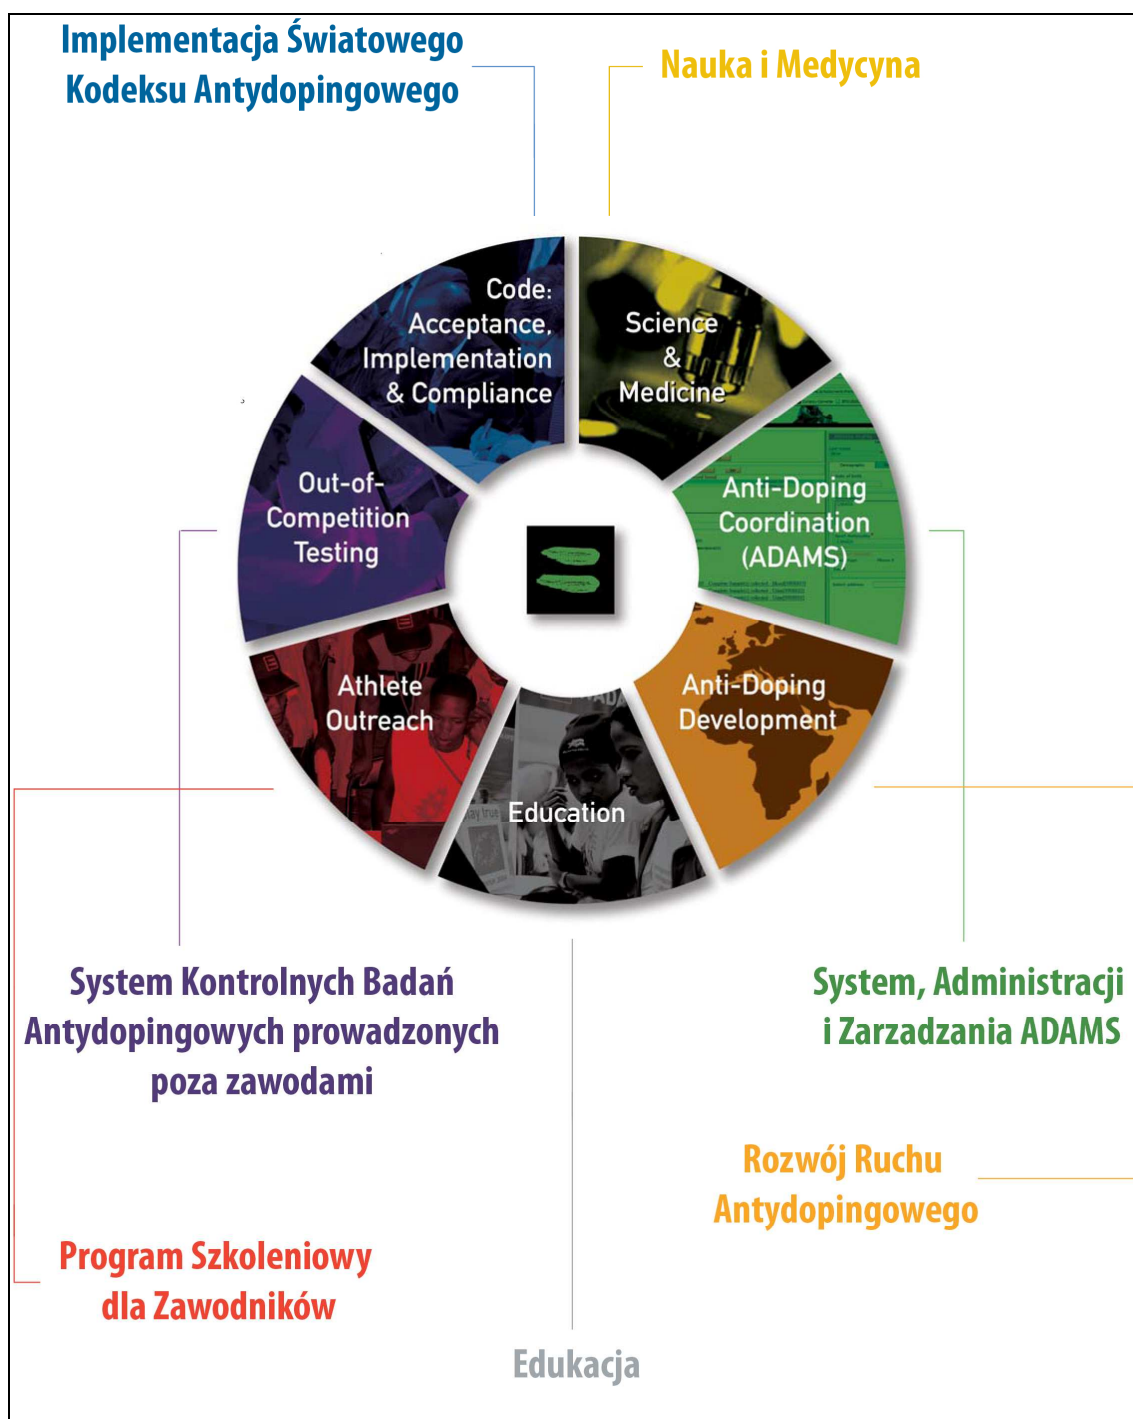 Implementacja Światowego
Kodeksu Antydopingowego
Nauka i Medycyna
Code:
Acceptance,
Implementation
& Compliance
Science
&
Medicine
Out-of-
Competition
Testing
Anti-Doping
Coordination
(ADAMS)
Athlete
Outreach
Anti-Doping
Development
Education
play true
System Kontrolnych Badań
Antydopingowych prowadzonych
poza zawodami
System, Administracji
i Zarzadzania ADAMS
Rozwój Ruchu
Antydopingowego
Program Szkoleniowy
dla Zawodników
Edukacja